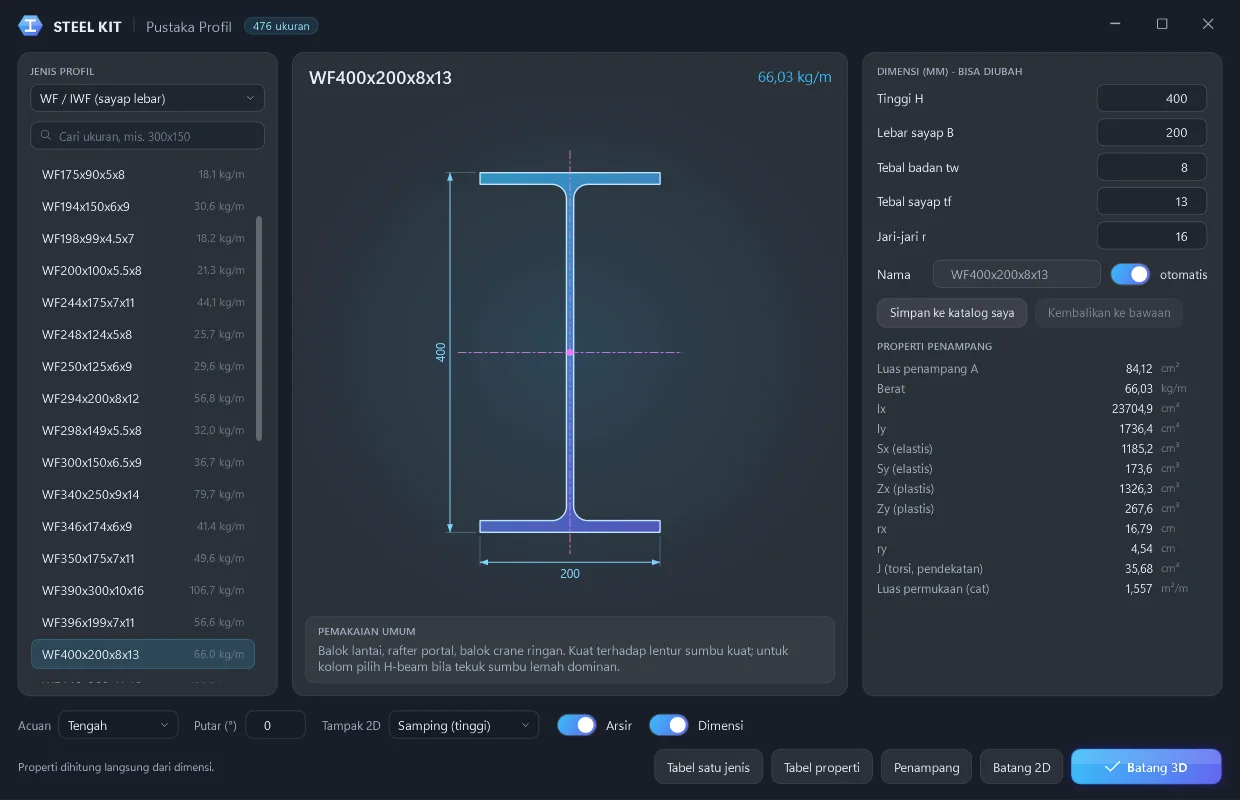 STEEL KIT Pustaka Profil 476 ukuran
JENIS PROFIL
WF / IWF (sayap lebar)
Cari ukuran, mis. 300x150
WF175x90x5x8 18,1 kg/m
WF194x150x6x9 30,6 kg/m
WF198x99x4.5x7 18,2 kg/m
WF200x100x5.5x8 21,3 kg/m
WF244x175x7x11 44,1 kg/m
WF248x124x5x8 25,7 kg/m
WF250x125x6x9 29,6 kg/m
WF294x200x8x12 56,8 kg/m
WF298x149x5.5x8 32,0 kg/m
WF300x150x6.5x9 36,7 kg/m
WF340x250x9x14 79,7 kg/m
WF346x174x6x9 41,4 kg/m
WF350x175x7x11 49,6 kg/m
WF390x300x10x16 106,7 kg/m
WF396x199x7x11 56,6 kg/m
WF400x200x8x13 66,0 kg/m
WF400x200x8x13 66,03 kg/m
400
200
PEMAKAIAN UMUM
Balok lantai, rafter portal, balok crane ringan. Kuat terhadap lentur sumbu kuat; untuk
kolom pilih H-beam bila tekuk sumbu lemah dominan.
DIMENSI (MM) - BISA DIUBAH
Tinggi H 400
Lebar sayap B 200
Tebal badan tw 8
Tebal sayap tf 13
Jari-jari r 16
Nama WF400x200x8x13 otomatis
Simpan ke katalog saya Kembalikan ke bawaan
PROPERTI PENAMPANG
Luas penampang A 84,12 cm²
Berat 66,03 kg/m
Ix 23704,9 cm⁴
Iy 1736,4 cm⁴
Sx (elastis) 1185,2 cm³
Sy (elastis) 173,6 cm³
Zx (plastis) 1326,3 cm³
Zy (plastis) 267,6 cm³
rx 16,79 cm
ry 4,54 cm
J (torsi, pendekatan) 35,68 cm⁴
Luas permukaan (cat) 1,557 m²/m
Acuan Tengah Putar (°) 0 Tampak 2D Samping (tinggi) Arsir Dimensi
Properti dihitung langsung dari dimensi.
Tabel satu jenis Tabel properti Penampang Batang 2D Batang 3D